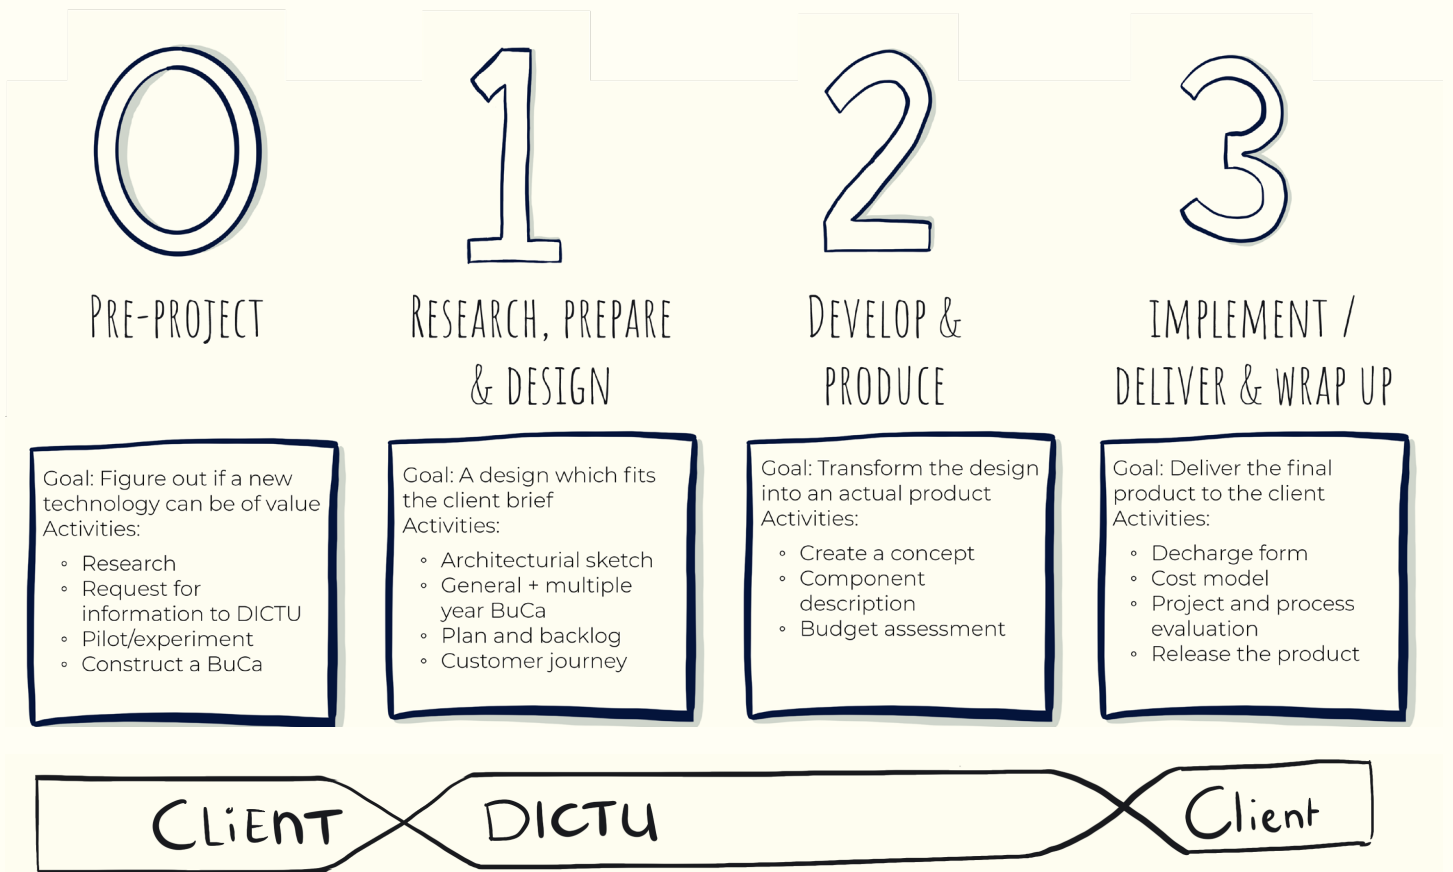 0
PRE-PROJECT
Goal: Figure out if a new
technology can be of value
Activities:
◦ Research
◦ Request for
information to DICTU
◦ Pilot/experiment
◦ Construct a BuCa
1
RESEARCH, PREPARE
& DESIGN
Goal: A design which fits
the client brief
Activities:
◦ Architecturial sketch
◦ General + multiple
year BuCa
◦ Plan and backlog
◦ Customer journey
2
DEVELOP &
PRODUCE
Goal: Transform the design
into an actual product
Activities:
◦ Create a concept
◦ Component
description
◦ Budget assessment
3
IMPLEMENT /
DELIVER & WRAP UP
Goal: Deliver the final
product to the client
Activities:
◦ Decharge form
◦ Cost model
◦ Project and process
evaluation
◦ Release the product
CLiENT
DICTU
Client